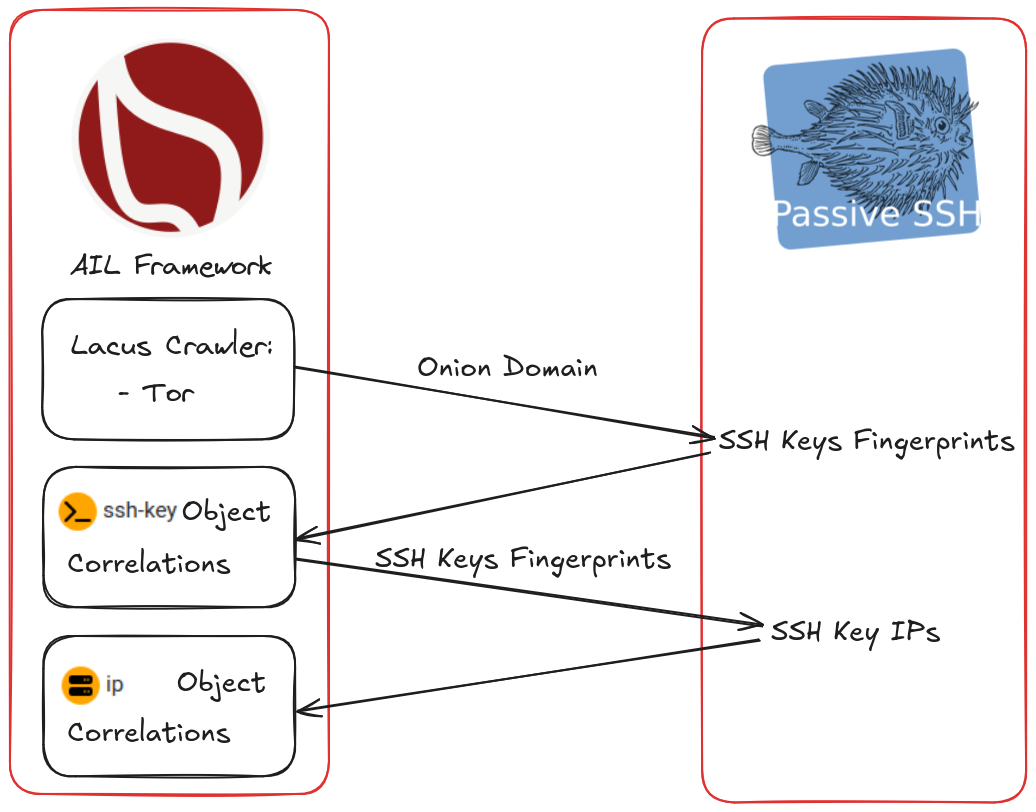 Passive SSH
AIL Framework
Lacus Crawler:
- Tor
Onion Domain
SSH Keys Fingerprints
ssh-key Object
Correlations
SSH Keys Fingerprints
SSH Key IPs
ip Object
Correlations